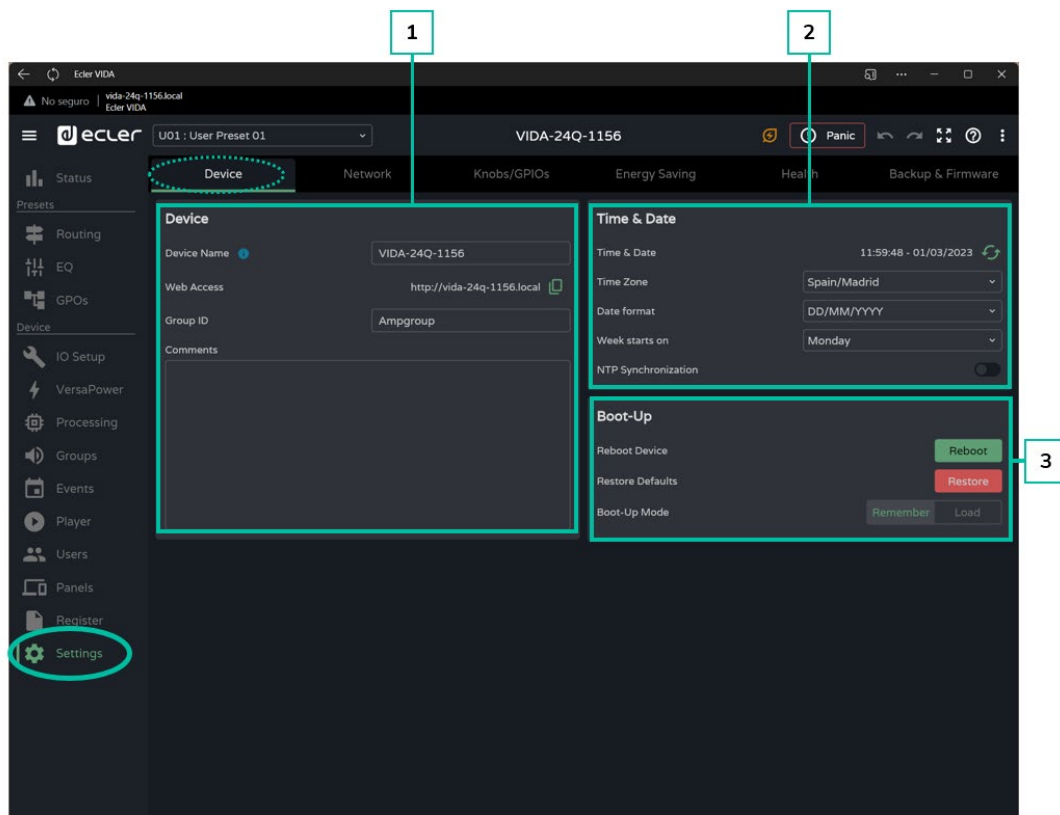 1 2
Ecler VIDA
No seguro vida-24q-1156.local
Ecler VIDA
ecler U01 : User Preset 01 VIDA-24Q-1156 Panic
Device Network Knobs/GPIOs Energy Saving Health Backup & Firmware
Status
Presets
Routing
EQ
GPOs
Device
IO Setup
VersaPower
Processing
Groups
Events
Player
Users
Panels
Register
Settings
Device
Device Name VIDA-24Q-1156
Web Access http://vida-24q-1156.local
Group ID Ampgroup
Comments
Time & Date
Time & Date 11:59:48 - 01/03/2023
Time Zone Spain/Madrid
Date format DD/MM/YYYY
Week starts on Monday
NTP Synchronization
Boot-Up
Reboot Device Reboot
Restore Defaults Restore
Boot-Up Mode Remember Load
3